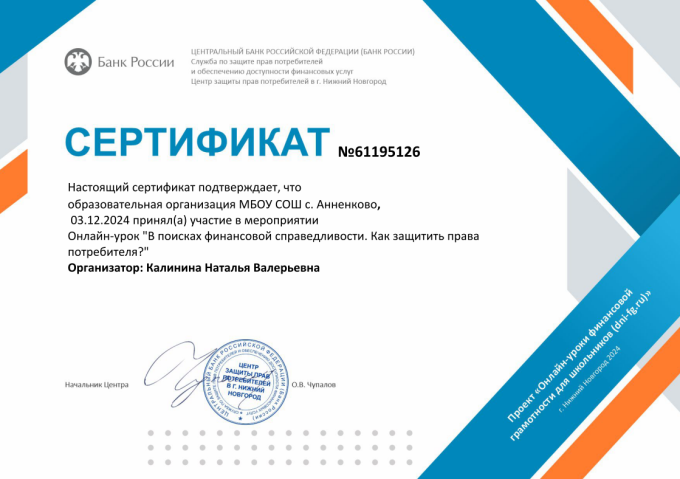 Банк России
ЦЕНТРАЛЬНЫЙ БАНК РОССИЙСКОЙ ФЕДЕРАЦИИ (БАНК РОССИИ)
Служба по защите прав потребителей
и обеспечению доступности финансовых услуг
Центр защиты прав потребителей в г. Нижний Новгород
СЕРТИФИКАТ №61195126
Настоящий сертификат подтверждает, что
образовательная организация МБОУ СОШ с. Анненково,
03.12.2024 принял(а) участие в мероприятии
Онлайн-урок "В поисках финансовой справедливости. Как защитить права
потребителя?"
Организатор: Калинина Наталья Валерьевна
Начальник Центра
ЦЕНТР
ЗАЩИТЫ ПРАВ
ПОТРЕБИТЕЛЕЙ
В Г. НИЖНИЙ
НОВГОРОД
ЦЕНТРАЛЬНЫЙ БАНК РОССИЙСКОЙ ФЕДЕРАЦИИ (Банк России)
О.В. Чупалов
Проект «Онлайн-уроки финансовой
грамотности для школьников (dni-fg.ru)»
г. Нижний Новгород 2024